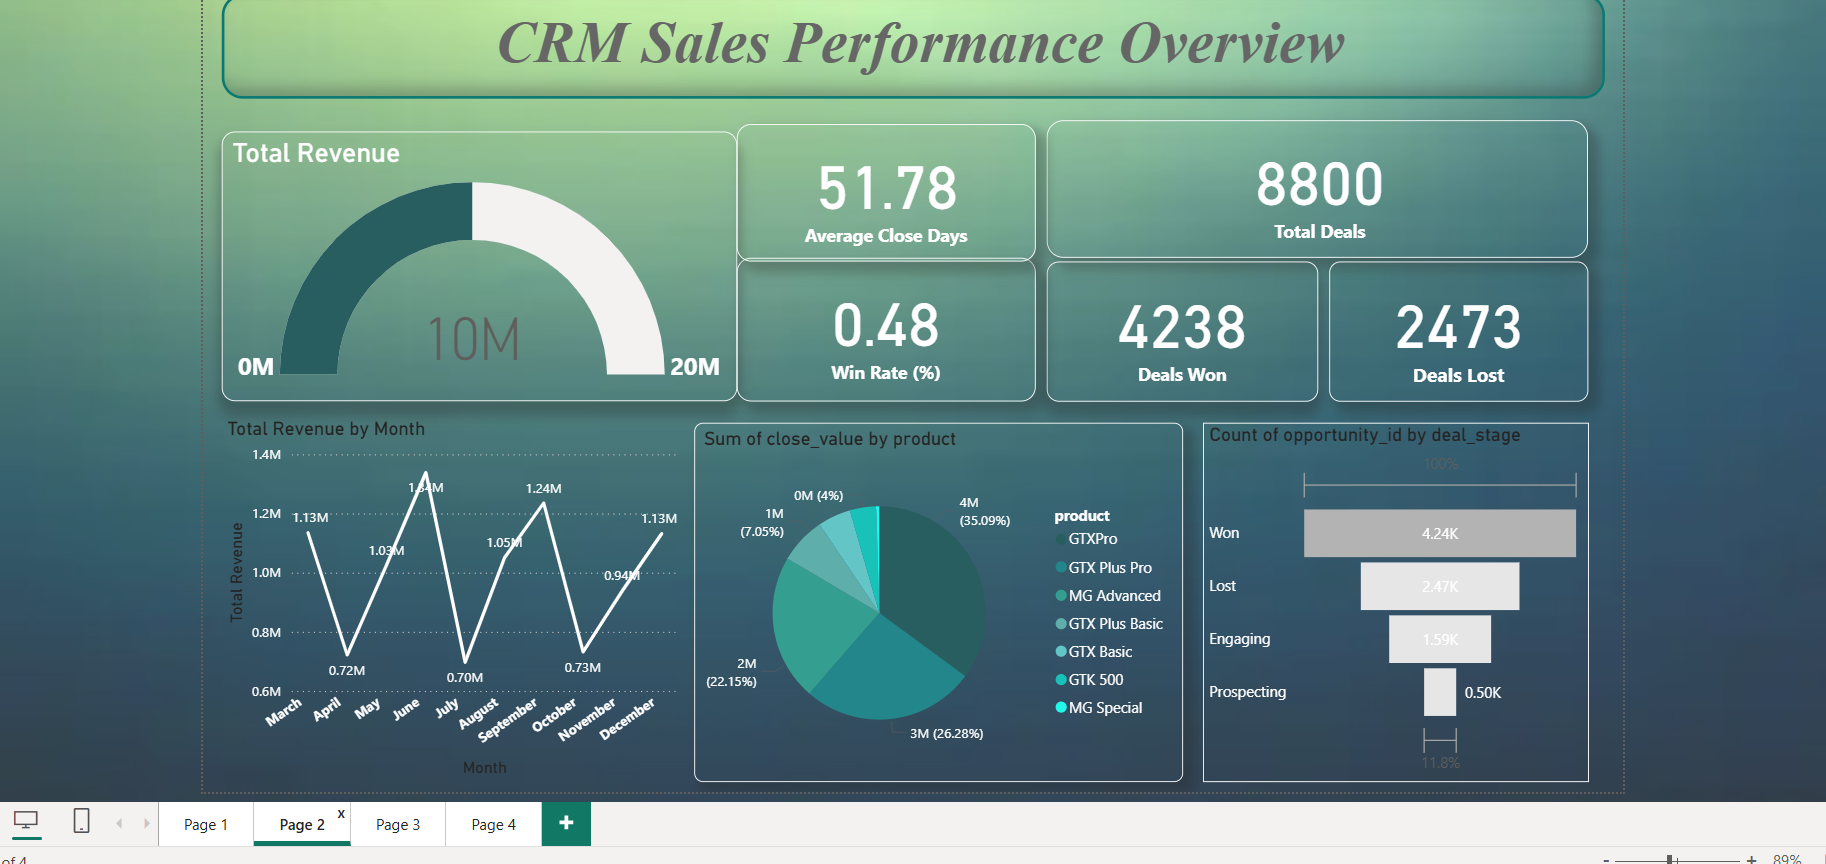 CRM Sales Performance Overview
Total Revenue
0M
10M
20M
51.78
Average Close Days
8800
Total Deals
0.48
Win Rate (%)
4238
Deals Won
2473
Deals Lost
Total Revenue by Month
Total Revenue
1.4M
1.2M
1.0M
0.8M
0.6M
1.13M
0.72M
1.03M
1.34M
0.70M
1.05M
1.24M
0.73M
0.94M
1.13M
March
April
May
June
July
August
September
October
November
December
Month
Sum of close_value by product
0M (4%)
1M
(7.05%)
2M
(22.15%)
3M (26.28%)
4M
(35.09%)
product
GTXPro
GTX Plus Pro
MG Advanced
GTX Plus Basic
GTX Basic
GTK 500
MG Special
Count of opportunity_id by deal_stage
100%
Won
4.24K
Lost
2.47K
Engaging
1.59K
Prospecting
0.50K
11.8%
Page 1
Page 2
x
Page 3
Page 4
+
of 4
-
+
89%